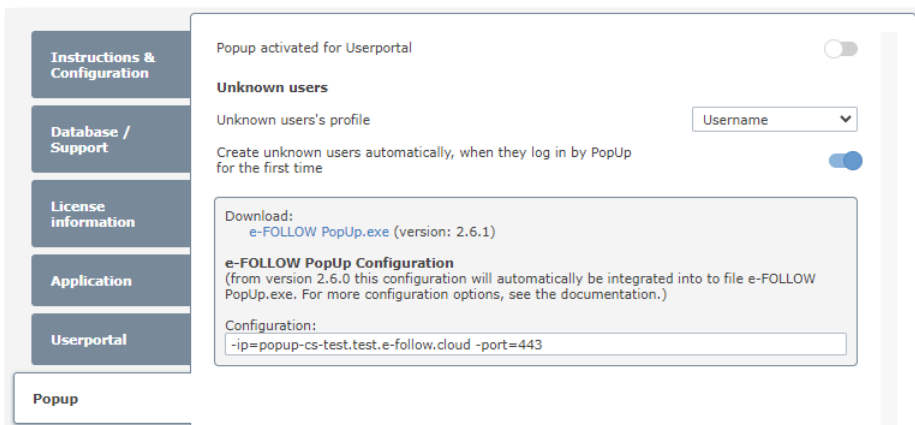 Instructions &
Configuration
Database /
Support
License
information
Application
Userportal
Popup
Popup activated for Userportal
Unknown users
Unknown users's profile
Username
Create unknown users automatically, when they log in by PopUp
for the first time
Download:
e-FOLLOW PopUp.exe (version: 2.6.1)
e-FOLLOW PopUp Configuration
(from version 2.6.0 this configuration will automatically be integrated into to file e-FOLLOW
PopUp.exe. For more configuration options, see the documentation.)
Configuration:
-ip=popup-cs-test.test.e-follow.cloud -port=443